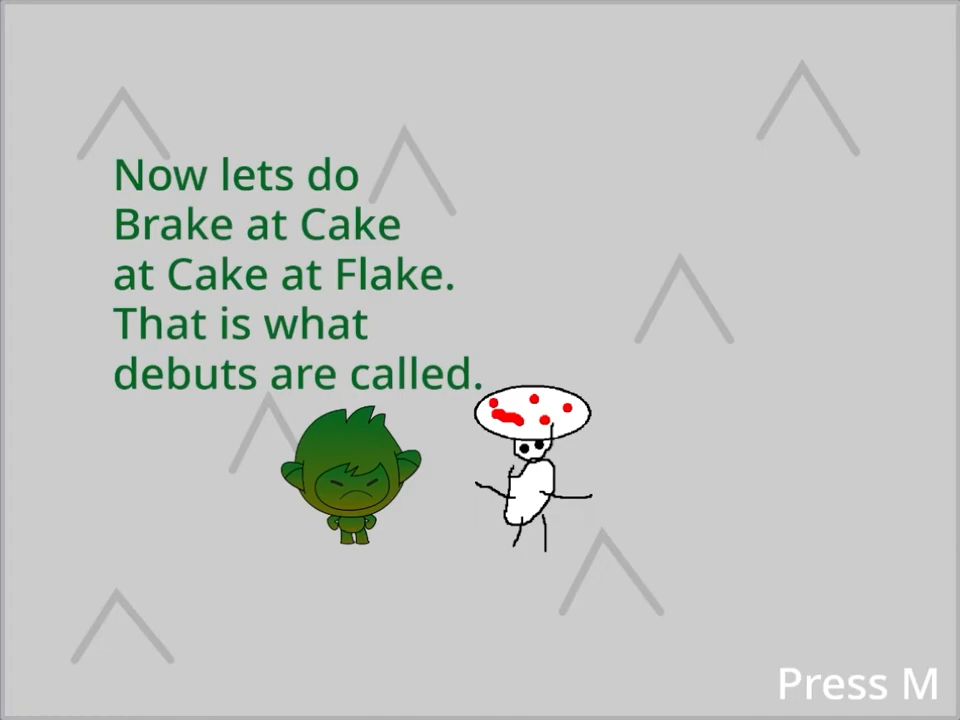 Now lets do
Brake at Cake
at Cake at Flake.
That is what
debuts are called.
Press M